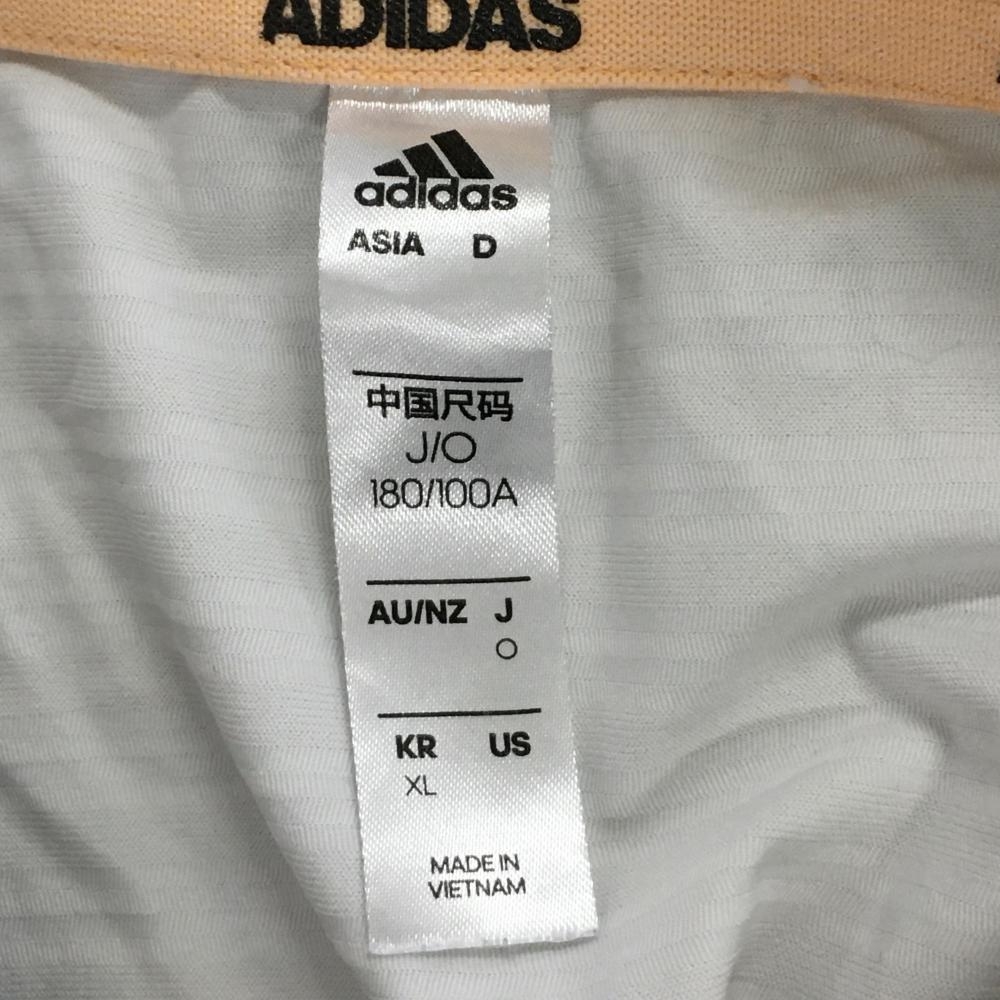 ADIDAS
adidas
ASIA D
中国尺码
J/O
180/100A
AU/NZ J
O
KR US
XL
MADE IN
VIETNAM